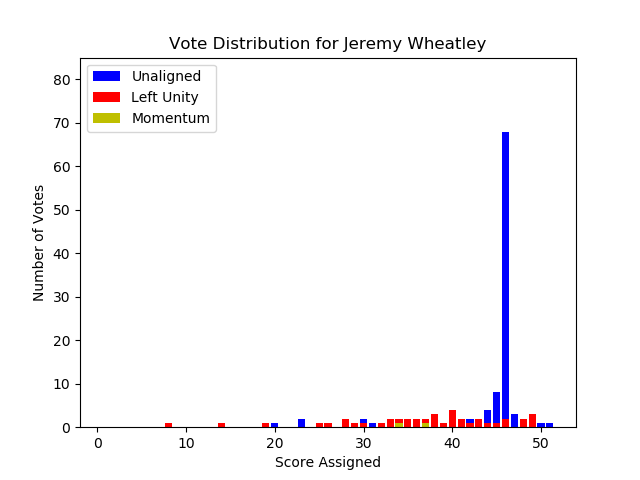 Vote Distribution for Jeremy Wheatley
Unaligned
Left Unity
Momentum
Number of Votes
80
70
60
50
40
30
20
10
0
0 10 20 30 40 50
Score Assigned